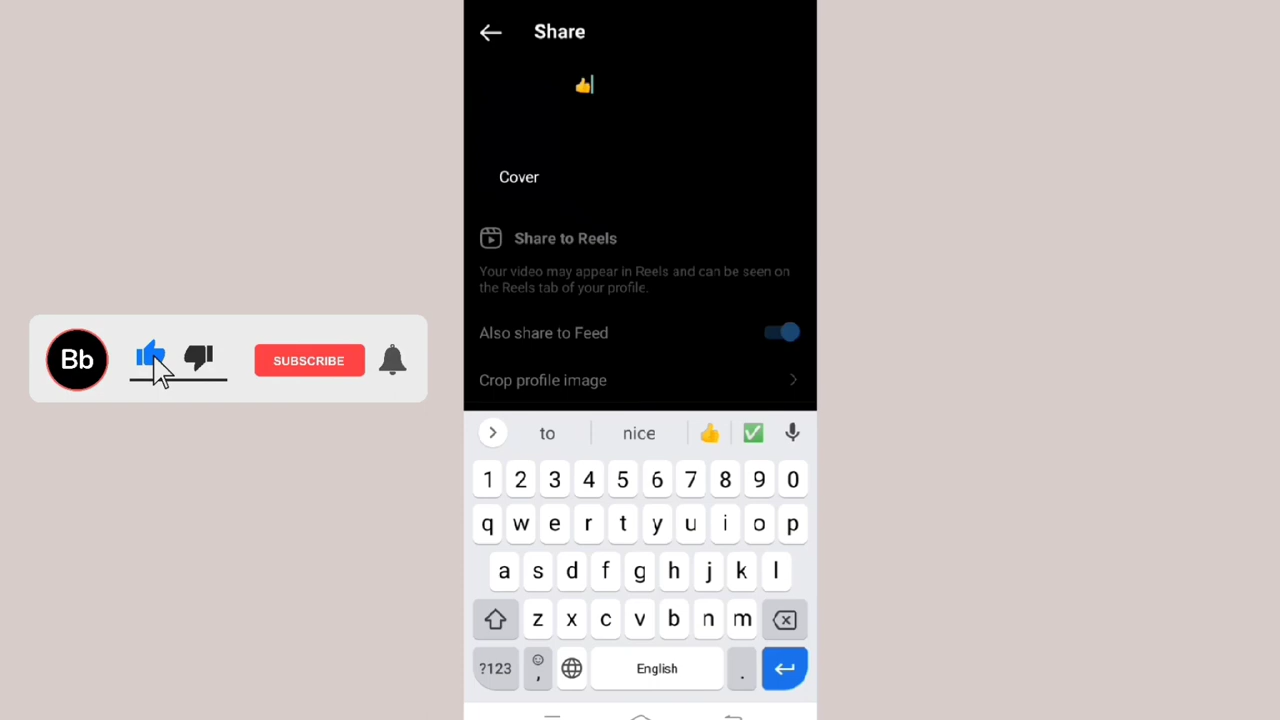 Share
👍
Cover
Share to Reels
Your video may appear in Reels and can be seen on
the Reels tab of your profile.
Also share to Feed
Crop profile image
Bb
SUBSCRIBE
to nice 👍 ✅
1 2 3 4 5 6 7 8 9 0
q w e r t y u i o p
a s d f g h j k l
z x c v b n m
?123 , English .